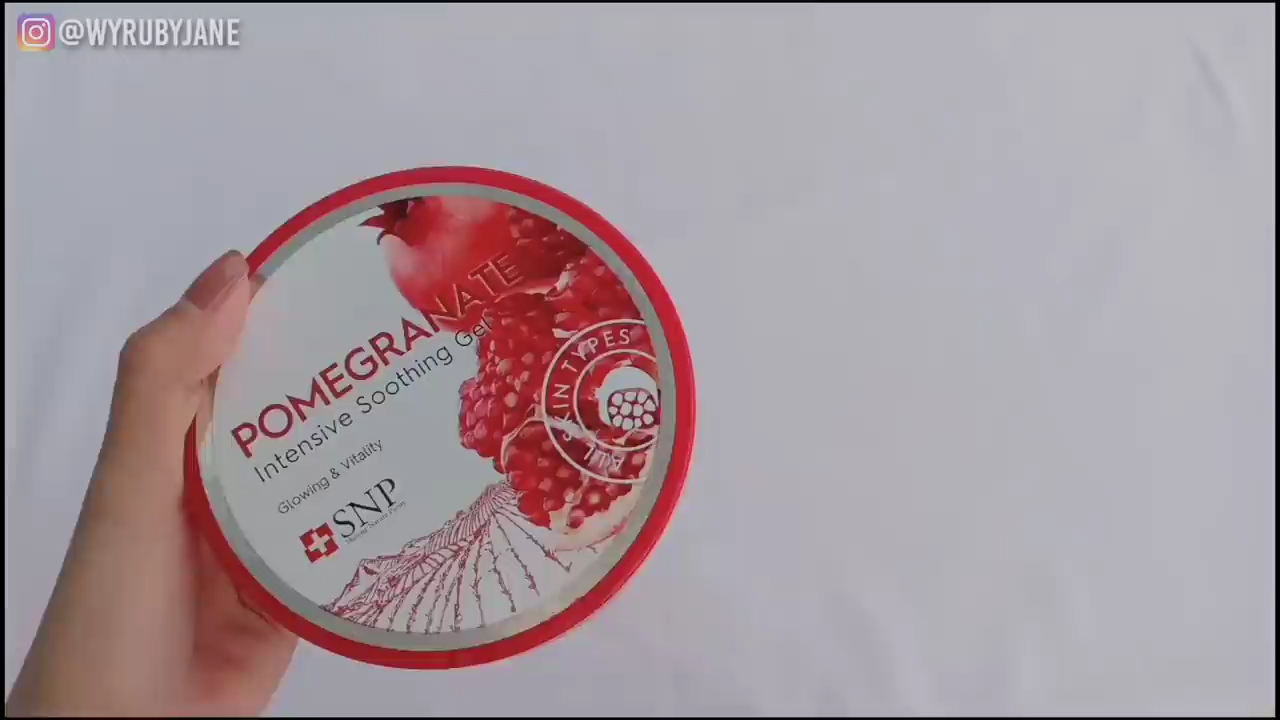 @WYRUBYJANE
POMEGRANATE
Intensive Soothing Gel
Glowing & Vitality
SNP
ALL SKIN TYPES